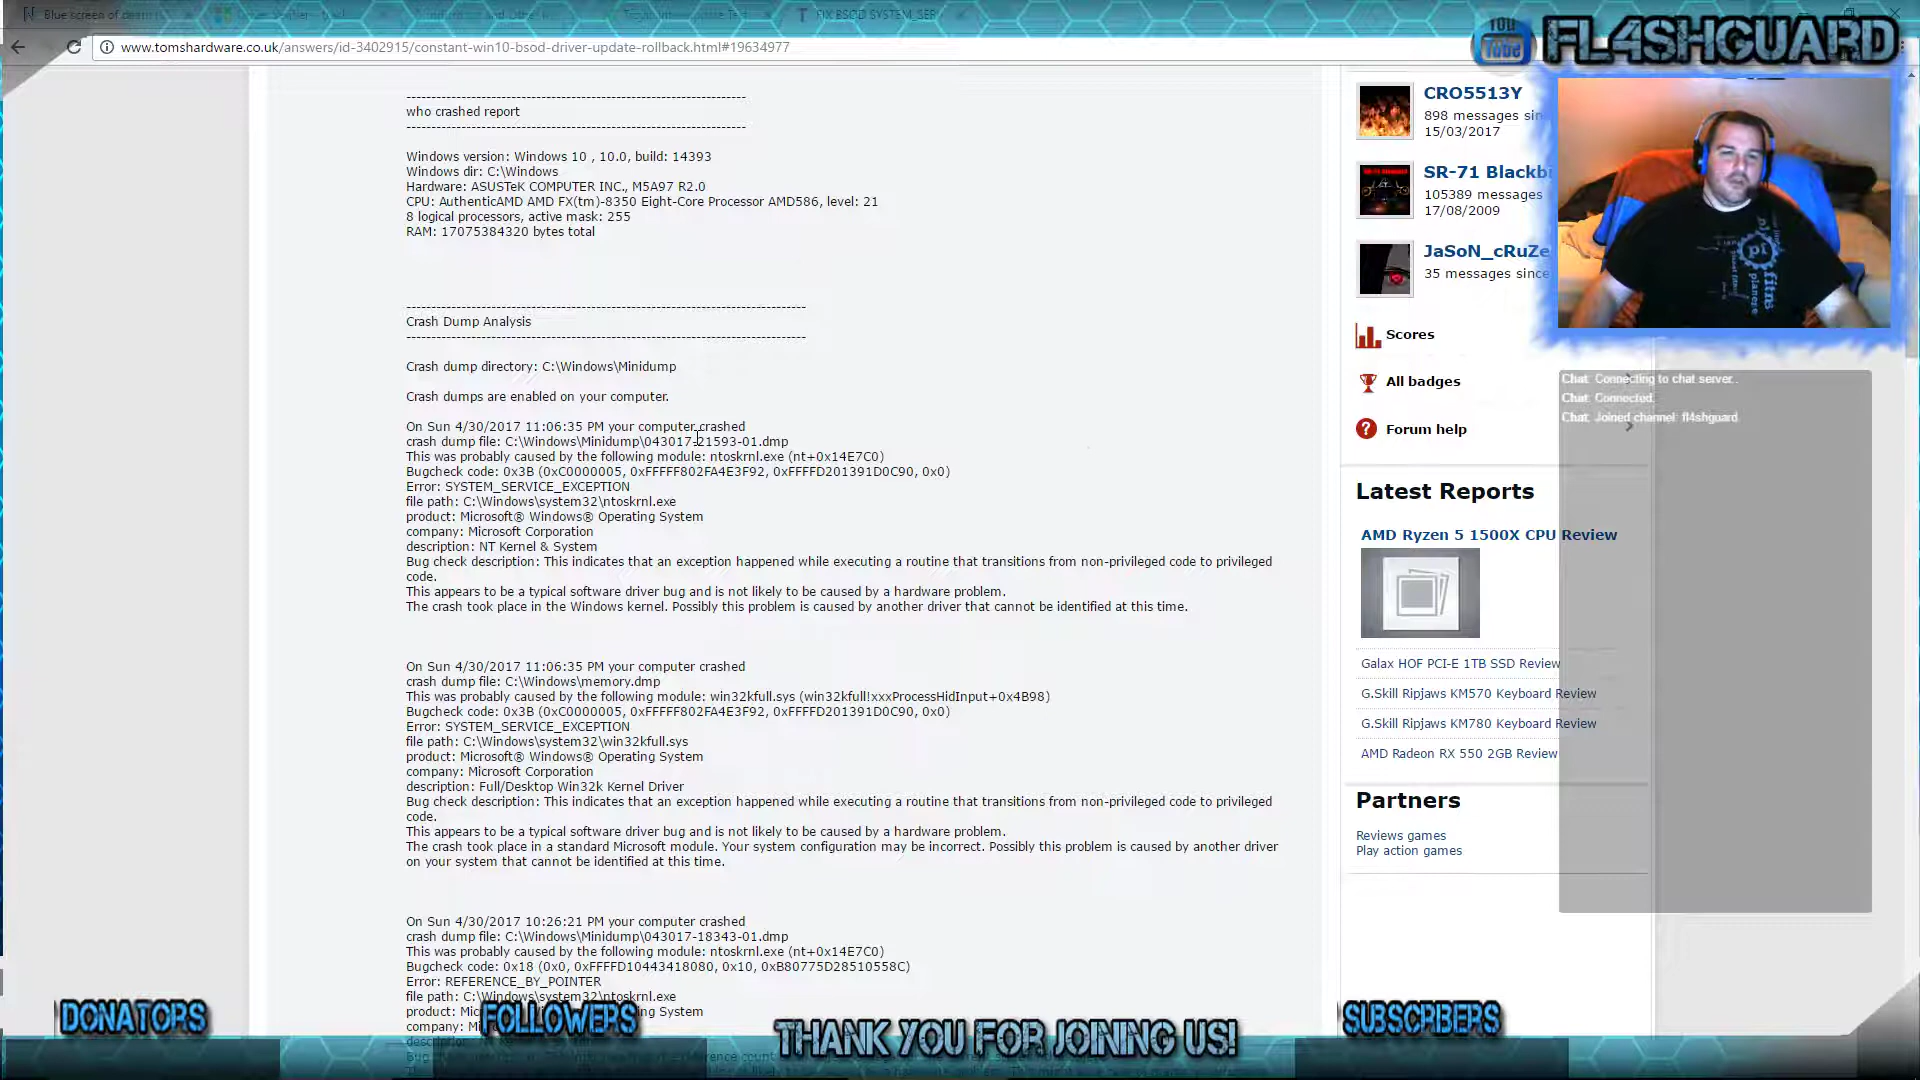 Blue screen of death
FIX BSOD SYSTEM_SER
www.tomshardware.co.uk/answers/id-3402915/constant-win10-bsod-driver-update-rollback.html#19634977
You
Tube
FL4SHGUARD
--------------------------------------------------------------------
who crashed report
--------------------------------------------------------------------
Windows version: Windows 10 , 10.0, build: 14393
Windows dir: C:\Windows
Hardware: ASUSTeK COMPUTER INC., M5A97 R2.0
CPU: AuthenticAMD AMD FX(tm)-8350 Eight-Core Processor AMD586, level: 21
8 logical processors, active mask: 255
RAM: 17075384320 bytes total
--------------------------------------------------------------------------------
Crash Dump Analysis
--------------------------------------------------------------------------------
Crash dump directory: C:\Windows\Minidump
Crash dumps are enabled on your computer.
On Sun 4/30/2017 11:06:35 PM your computer crashed
crash dump file: C:\Windows\Minidump\043017-21593-01.dmp
This was probably caused by the following module: ntoskrnl.exe (nt+0x14E7C0)
Bugcheck code: 0x3B (0xC0000005, 0xFFFFF802FA4E3F92, 0xFFFFD201391D0C90, 0x0)
Error: SYSTEM_SERVICE_EXCEPTION
file path: C:\Windows\system32\ntoskrnl.exe
product: Microsoft® Windows® Operating System
company: Microsoft Corporation
description: NT Kernel & System
Bug check description: This indicates that an exception happened while executing a routine that transitions from non-privileged code to privileged
code.
This appears to be a typical software driver bug and is not likely to be caused by a hardware problem.
The crash took place in the Windows kernel. Possibly this problem is caused by another driver that cannot be identified at this time.
On Sun 4/30/2017 11:06:35 PM your computer crashed
crash dump file: C:\Windows\memory.dmp
This was probably caused by the following module: win32kfull.sys (win32kfull!xxxProcessHidInput+0x4B98)
Bugcheck code: 0x3B (0xC0000005, 0xFFFFF802FA4E3F92, 0xFFFFD201391D0C90, 0x0)
Error: SYSTEM_SERVICE_EXCEPTION
file path: C:\Windows\system32\win32kfull.sys
product: Microsoft® Windows® Operating System
company: Microsoft Corporation
description: Full/Desktop Win32k Kernel Driver
Bug check description: This indicates that an exception happened while executing a routine that transitions from non-privileged code to privileged
code.
This appears to be a typical software driver bug and is not likely to be caused by a hardware problem.
The crash took place in a standard Microsoft module. Your system configuration may be incorrect. Possibly this problem is caused by another driver
on your system that cannot be identified at this time.
On Sun 4/30/2017 10:26:21 PM your computer crashed
crash dump file: C:\Windows\Minidump\043017-18343-01.dmp
This was probably caused by the following module: ntoskrnl.exe (nt+0x14E7C0)
Bugcheck code: 0x18 (0x0, 0xFFFFD10443418080, 0x10, 0xB80775D28510558C)
Error: REFERENCE_BY_POINTER
file path: C:\Windows\system32\ntoskrnl.exe
product: Operating System
company:
CRO5513Y
898 messages sin
15/03/2017
SR-71 Blackbi
105389 messages
17/08/2009
JaSoN_cRuZe
35 messages since
Scores
All badges
Forum help
Latest Reports
AMD Ryzen 5 1500X CPU Review
Galax HOF PCI-E 1TB SSD Review
G.Skill Ripjaws KM570 Keyboard Review
G.Skill Ripjaws KM780 Keyboard Review
AMD Radeon RX 550 2GB Review
Partners
Reviews games
Play action games
pl
fitn
planet
Chat: Connecting to chat server..
Chat: Connected.
Chat: Joined channel: fl4shguard
DONATORS
FOLLOWERS
THANK YOU FOR JOINING US!
SUBSCRIBERS